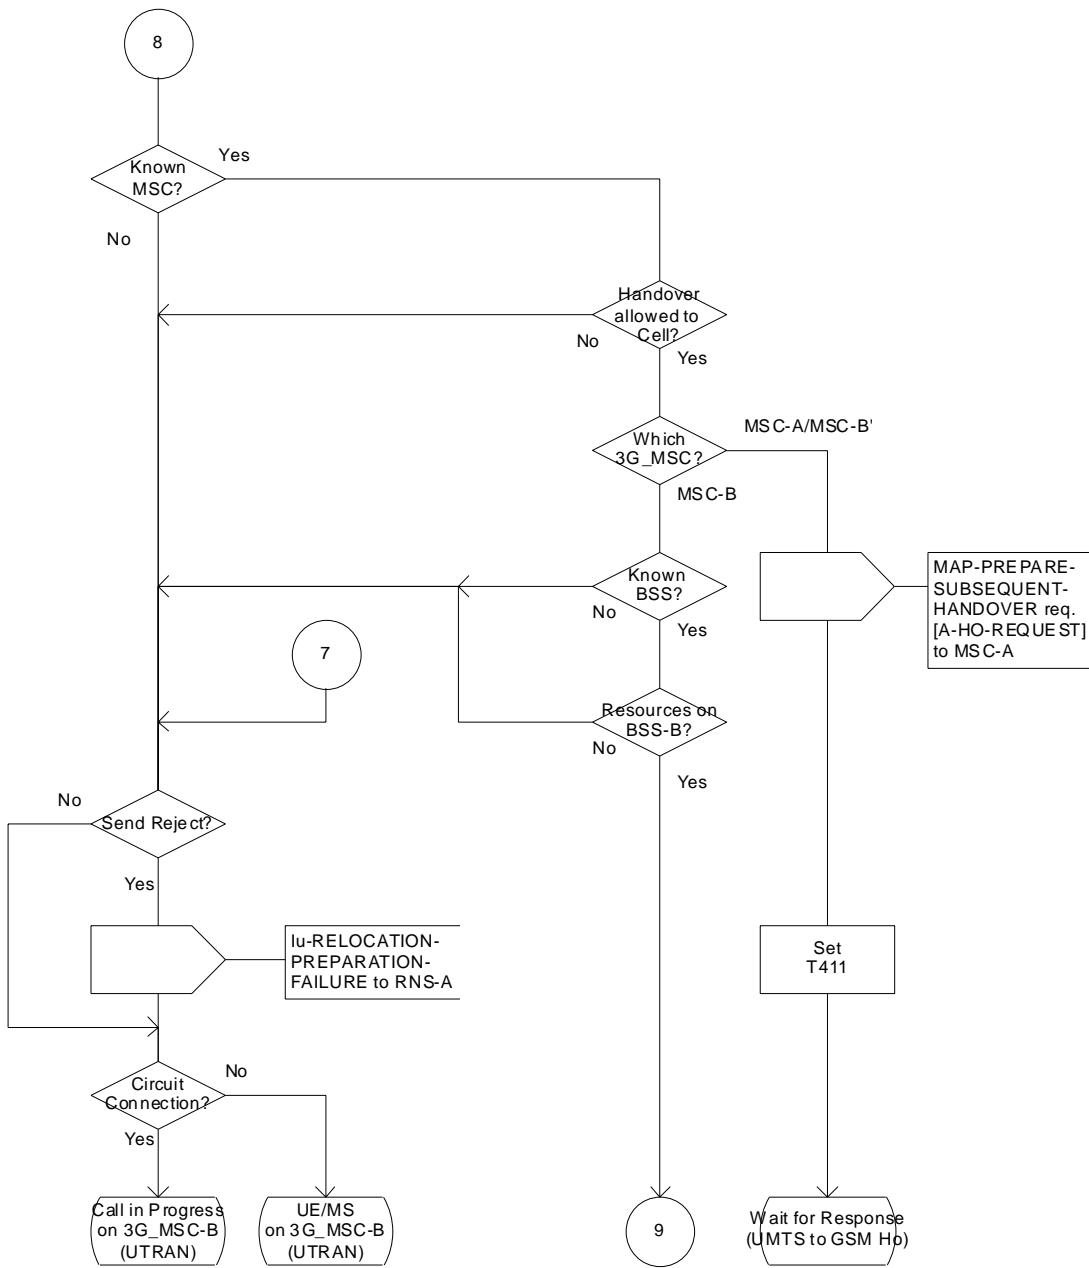 8
Known
MSC?
Yes
No
Handover
allowed to
Cell?
No
Yes
Which
3G_MSC?
MSC-A/MSC-B'
MSC-B
Known
BSS?
No
Yes
MAP-PREPARE-
SUBSEQUENT-
HANDOVER req.
[A-HO-REQUEST]
to MSC-A
7
Resources on
BSS-B?
No
Yes
No
Send Reject?
Yes
Iu-RELOCATION-
PREPARATION-
FAILURE to RNS-A
Set
T411
Circuit
Connection?
No
Yes
Call in Progress
on 3G_MSC-B
(UTRAN)
UE/MS
on 3G_MSC-B
(UTRAN)
9
Wait for Response
(UMTS to GSM Ho)